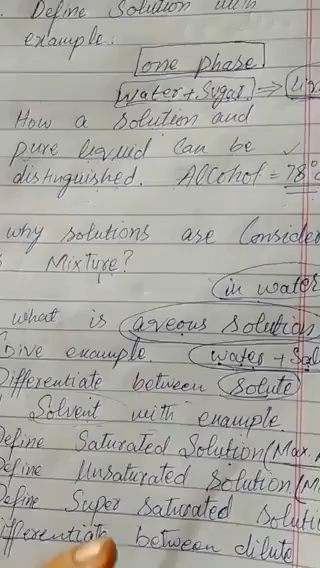 Define Solution with
example.
one phase
Water + Sugar ⇒
How a solution and
pure liquid can be ✓
distinguished. Alcohol = 78°
why solutions are Consider
Mixture?
in water
what is aqeous solution
Give example. water +
Differentiate between Solute
Solvent with example.
Define Saturated Solution (Max.
Define Unsaturated Solution (M
Define Super saturated Soluti
Differentiate between dilute